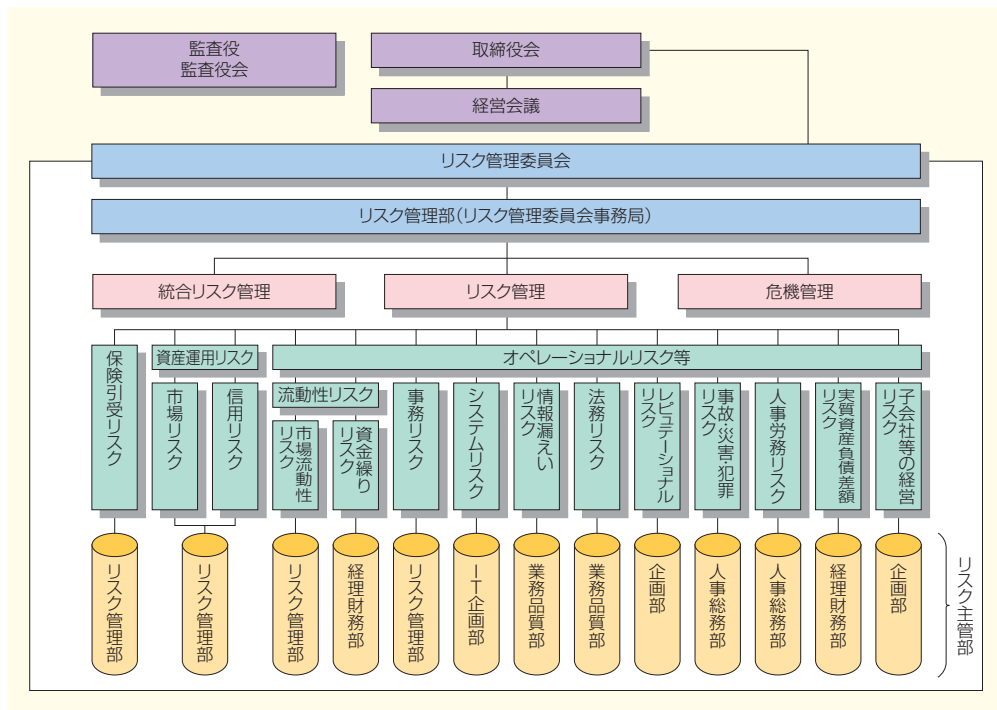 監査役
監査役会
取締役会
経営会議
リスク管理委員会
リスク管理部(リスク管理委員会事務局)
統合リスク管理
リスク管理
危機管理
保険引受リスク
資産運用リスク
市場リスク
信用リスク
オペレーショナルリスク等
流動性リスク
市場流動性
リスク
資金繰り
リスク
事務リスク
システムリスク
情報漏えい
リスク
法務リスク
レピュテーショナル
リスク
事故・災害・犯罪
リスク
人事労務リスク
実質資産負債差額
リスク
子会社等の経営
リスク
リスク管理部
リスク管理部
リスク管理部
経理財務部
リスク管理部
IT企画部
業務品質部
業務品質部
企画部
人事総務部
人事総務部
経理財務部
企画部
リスク主管部